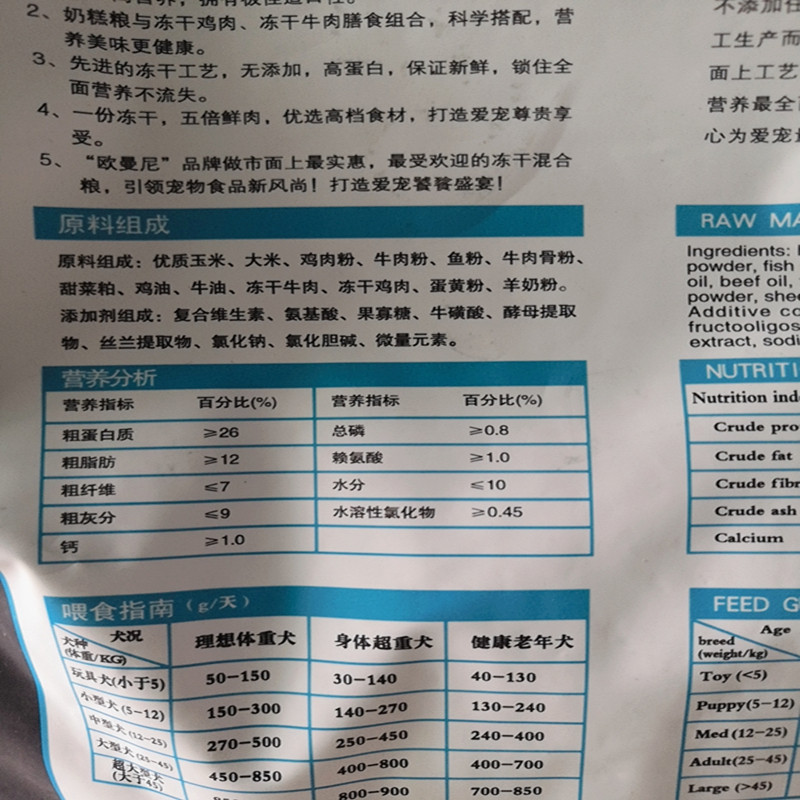 2、奶糕粮与冻干鸡肉、冻干牛肉膳食组合，科学搭配，营
养美味更健康。
3、先进的冻干工艺，无添加，高蛋白，保证新鲜，锁住全
面营养不流失。
4、一份冻干，五倍鲜肉，优选高档食材，打造爱宠尊贵享
受。
5、“欧曼尼”品牌做市面上最实惠，最受欢迎的冻干混合
粮，引领宠物食品新风尚！打造爱宠饕餮盛宴！
不添加任
工生产而
面上工艺
营养最全面
心为爱宠
原料组成
原料组成：优质玉米、大米、鸡肉粉、牛肉粉、鱼粉、牛肉骨粉、
甜菜粕、鸡油、牛油、冻干牛肉、冻干鸡肉、蛋黄粉、羊奶粉。
添加剂组成：复合维生素、氨基酸、果寡糖、牛磺酸、酵母提取
物、丝兰提取物、氯化钠、氯化胆碱、微量元素。
营养分析
营养指标 百分比(%) 营养指标 百分比(%)
粗蛋白质 ≥26 总磷 ≥0.8
粗脂肪 ≥12 赖氨酸 ≥1.0
粗纤维 ≤7 水分 ≤10
粗灰分 ≤9 水溶性氯化物 ≥0.45
钙 ≥1.0
喂食指南（g/天）
犬况
犬种
(体重/KG)
理想体重犬 身体超重犬 健康老年犬
玩具犬(小于5) 50-150 30-140 40-130
小型犬(5-12) 150-300 140-270 130-240
中型犬(12-25) 270-500 250-450 240-400
大型犬(25-45) 450-850 400-800 400-700
超大型犬
(大于45) 800-900 700-850
RAW MA
Ingredients:
powder, fish
oil, beef oil,
powder, shee
Additive co
fructooligos
extract, sodi
NUTRITI
Nutrition ind
Crude pro
Crude fat
Crude fibr
Crude ash
Calcium
FEED G
Age
breed
(weight/kg)
Toy (<5)
Puppy(5-12)
Med (12-25)
Adult(25-45)
Large (>45)